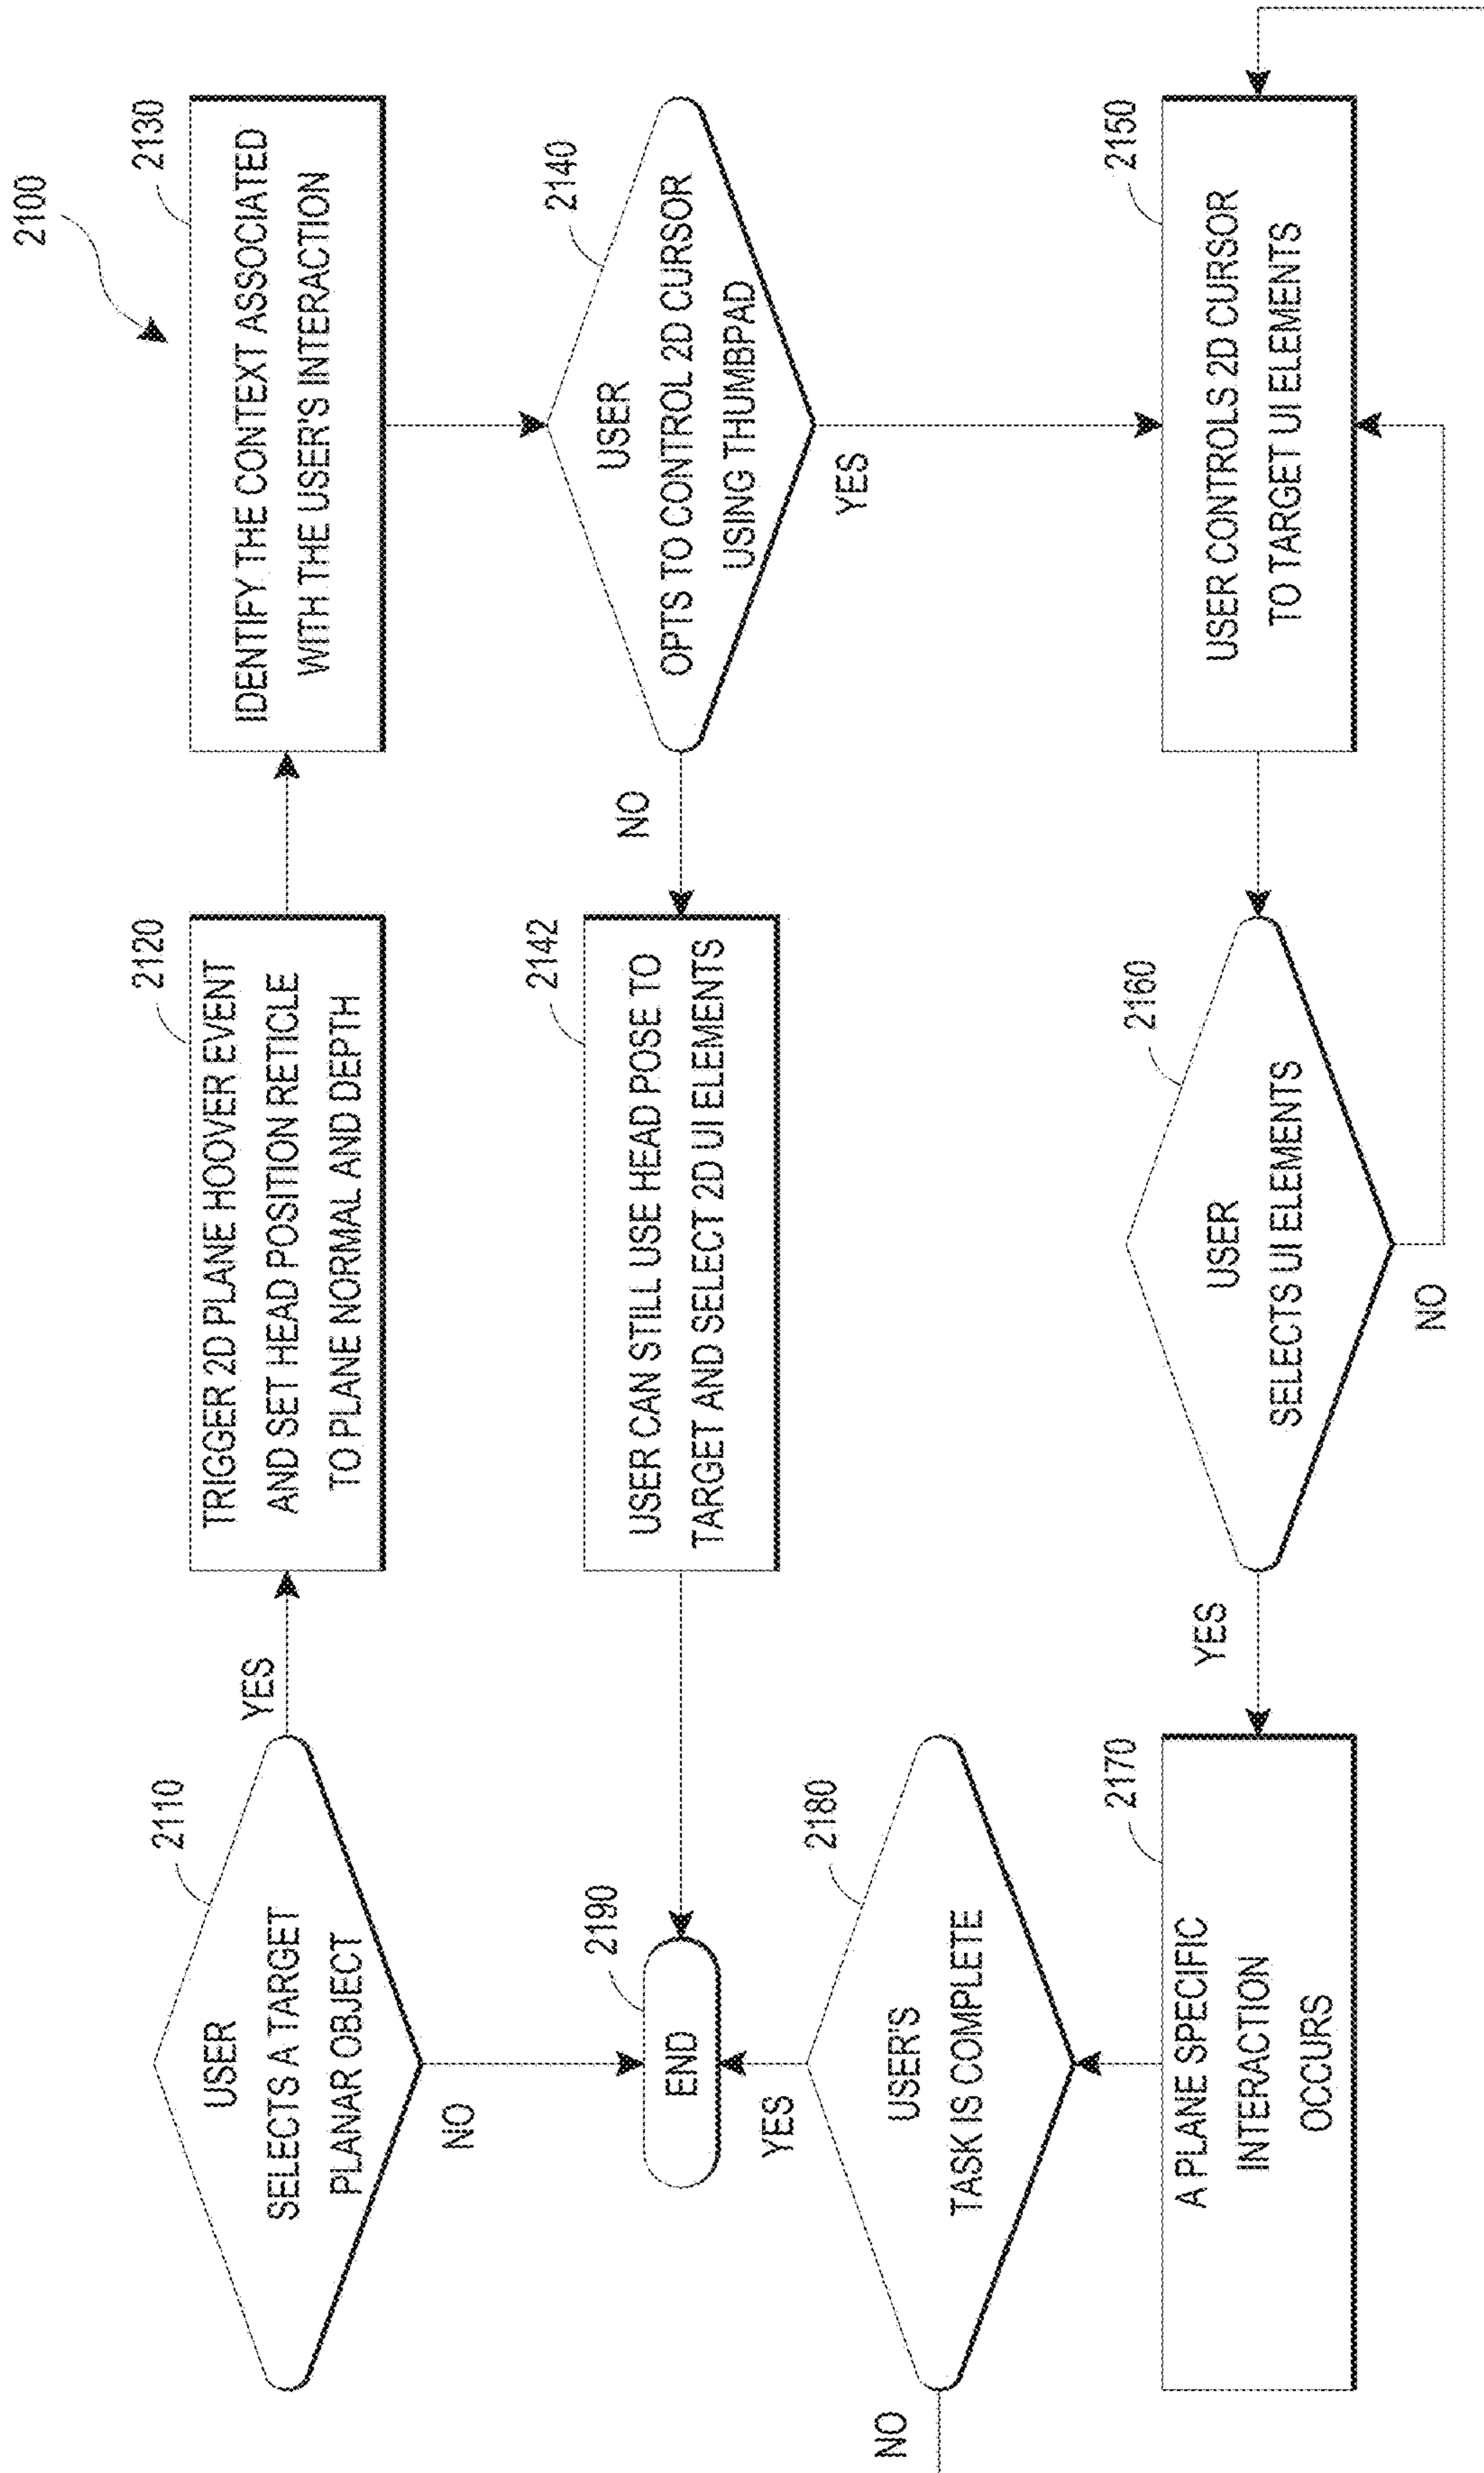 2100
2110
USER
SELECTS A TARGET
PLANAR OBJECT
YES
NO
2120
TRIGGER 2D PLANE HOOVER EVENT
AND SET HEAD POSITION RETICLE
TO PLANE NORMAL AND DEPTH
2130
IDENTIFY THE CONTEXT ASSOCIATED
WITH THE USER'S INTERACTION
2190
END
2142
USER CAN STILL USE HEAD POSE TO
TARGET AND SELECT 2D UI ELEMENTS
NO
2140
USER
OPTS TO CONTROL 2D CURSOR
USING THUMBPAD
YES
YES
2180
USER'S
TASK IS COMPLETE
NO
2170
A PLANE SPECIFIC
INTERACTION
OCCURS
YES
2160
USER
SELECTS UI ELEMENTS
NO
2150
USER CONTROLS 2D CURSOR
TO TARGET UI ELEMENTS